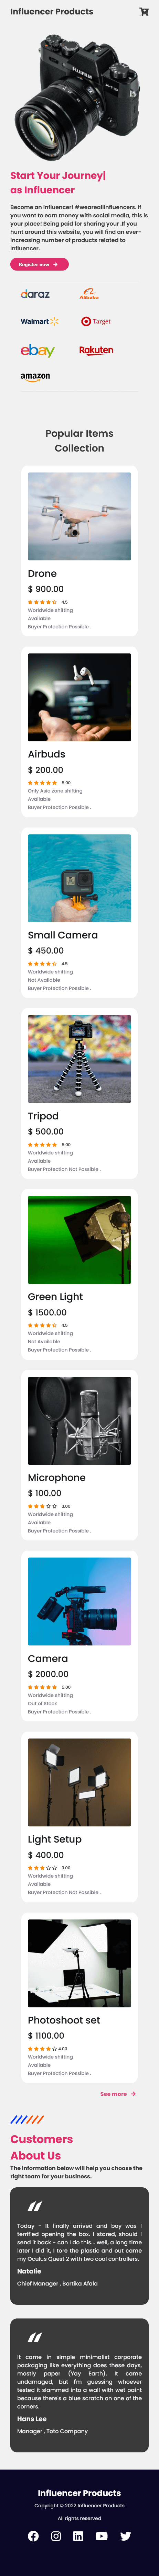 Influencer Products
FUJIFILM
Start Your Journey|
as Influencer
Become an influencer! #weareallinfluencers. If
you want to earn money with social media, this is
your place! Being paid for sharing your. If you
hunt around this website, you will find an ever-
increasing number of products related to
influencer.
Register now
daraz
Alibaba
Walmart
Target
ebay
Rakuten
amazon
Popular Items
Collection
Drone
$ 900.00
4.5
Worldwide shifting
Available
Buyer Protection Possible .
Airbuds
$ 200.00
5.00
Only Asia zone shifting
Available
Buyer Protection Possible .
Small Camera
$ 450.00
4.5
Worldwide shifting
Not Available
Buyer Protection Possible .
Tripod
$ 500.00
5.00
Worldwide shifting
Available
Buyer Protection Not Possible .
Green Light
$ 1500.00
4.5
Worldwide shifting
Not Available
Buyer Protection Possible .
Microphone
$ 100.00
3.00
Worldwide shifting
Available
Buyer Protection Possible .
Camera
$ 2000.00
5.00
Worldwide shifting
Out of Stock
Buyer Protection Possible .
Light Setup
$ 400.00
3.00
Worldwide shifting
Available
Buyer Protection Not Possible .
Photoshoot set
$ 1100.00
4.00
Worldwide shifting
Available
Buyer Protection Possible .
See more
Customers
About Us
The information below will help you choose the
right team for your business.
Today - It finally arrived and boy was I
terified opening the box. I stared, should I
send it back - can I do this... well, a long time
later I did it, I tore the plastic and out came
my Oculus Quest 2 with two cool controllers.
Natalie
Chief Manager , Bartika Afala
It came in simple minimalist corporate
packaging like everything does these days,
mostly paper (Yay Earth). It came
undamaged, but I'm guessing whoever
tested it slammed into a wall with wet paint
because there's a blue scratch on one of the
corners.
Hans Lee
Manager , Toto Company
Influencer Products
Copyright © 2022 Influencer Products
All rights reserved